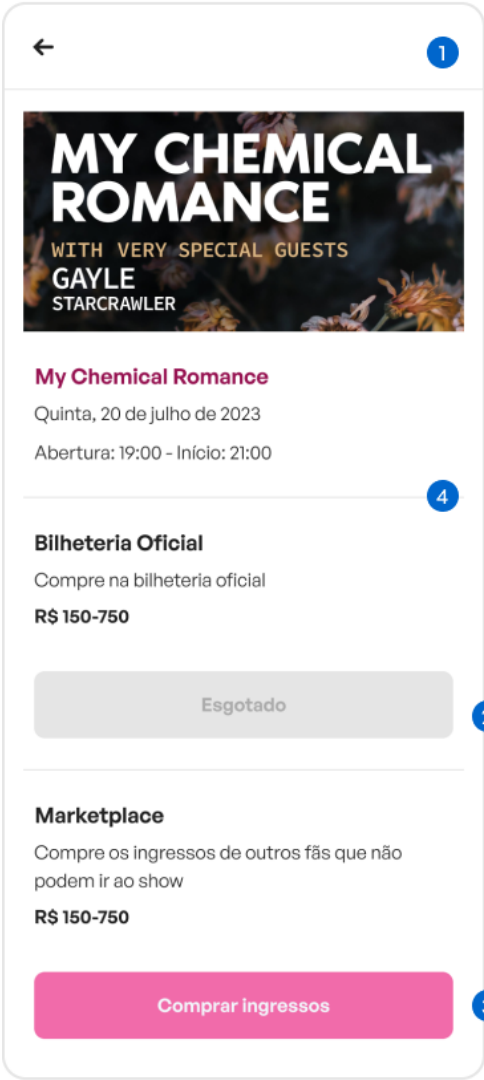 1
MY CHEMICAL
ROMANCE
WITH VERY SPECIAL GUESTS
GAYLE
STARCRAWLER
My Chemical Romance
Quinta, 20 de julho de 2023
Abertura: 19:00 - Início: 21:00
4
Bilheteria Oficial
Compre na bilheteria oficial
R$ 150-750
Esgotado
Marketplace
Compre os ingressos de outros fãs que não
podem ir ao show
R$ 150-750
Comprar ingressos